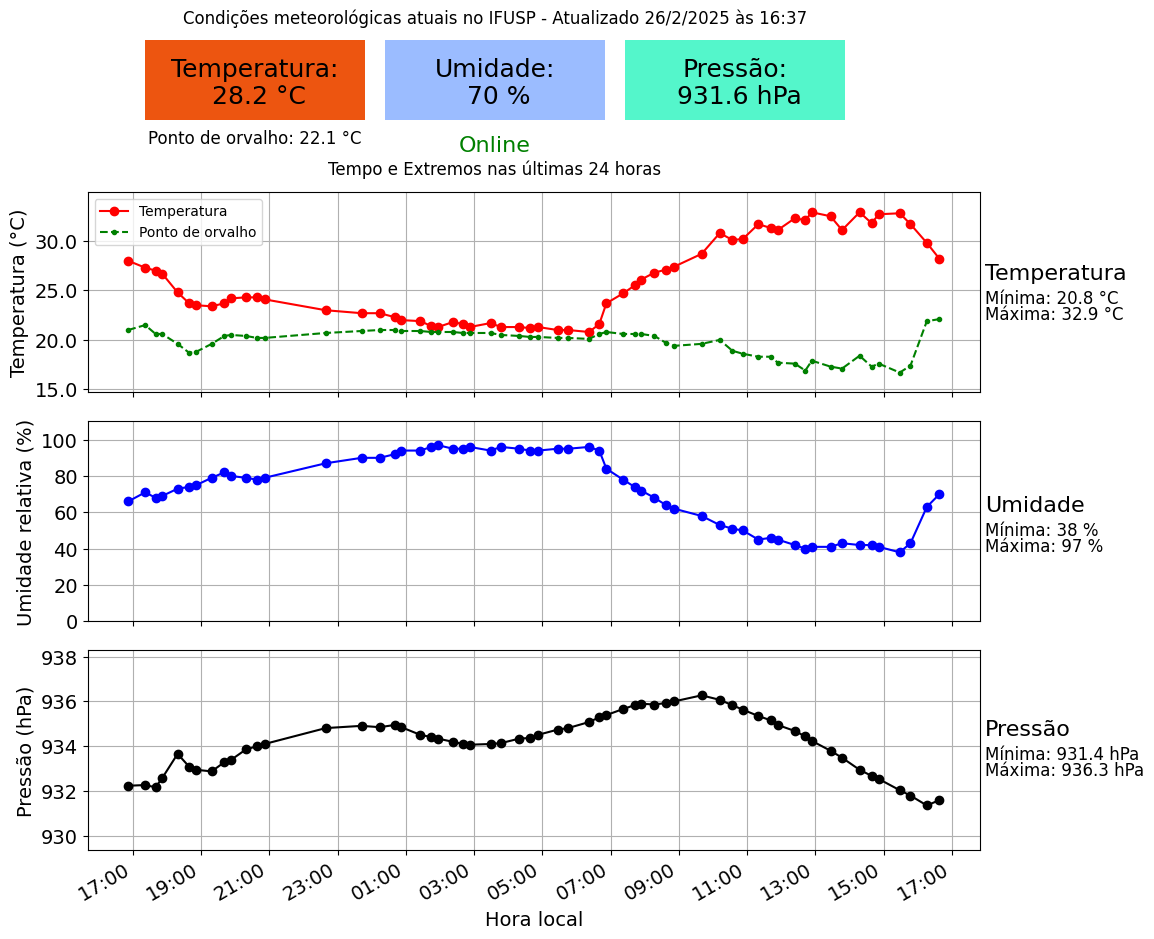 Condições meteorológicas atuais no IFUSP - Atualizado 26/2/2025 às 16:37
Temperatura:
28.2 °C
Umidade:
70 %
Pressão:
931.6 hPa
Ponto de orvalho: 22.1 °C
Online
Tempo e Extremos nas últimas 24 horas
Temperatura (°C)
30.0
25.0
20.0
15.0
Temperatura
Ponto de orvalho
Temperatura
Mínima: 20.8 °C
Máxima: 32.9 °C
Umidade relativa (%)
100
80
60
40
20
0
Umidade
Mínima: 38 %
Máxima: 97 %
Pressão (hPa)
938
936
934
932
930
Pressão
Mínima: 931.4 hPa
Máxima: 936.3 hPa
17:00
19:00
21:00
23:00
01:00
03:00
05:00
07:00
09:00
11:00
13:00
15:00
17:00
Hora local